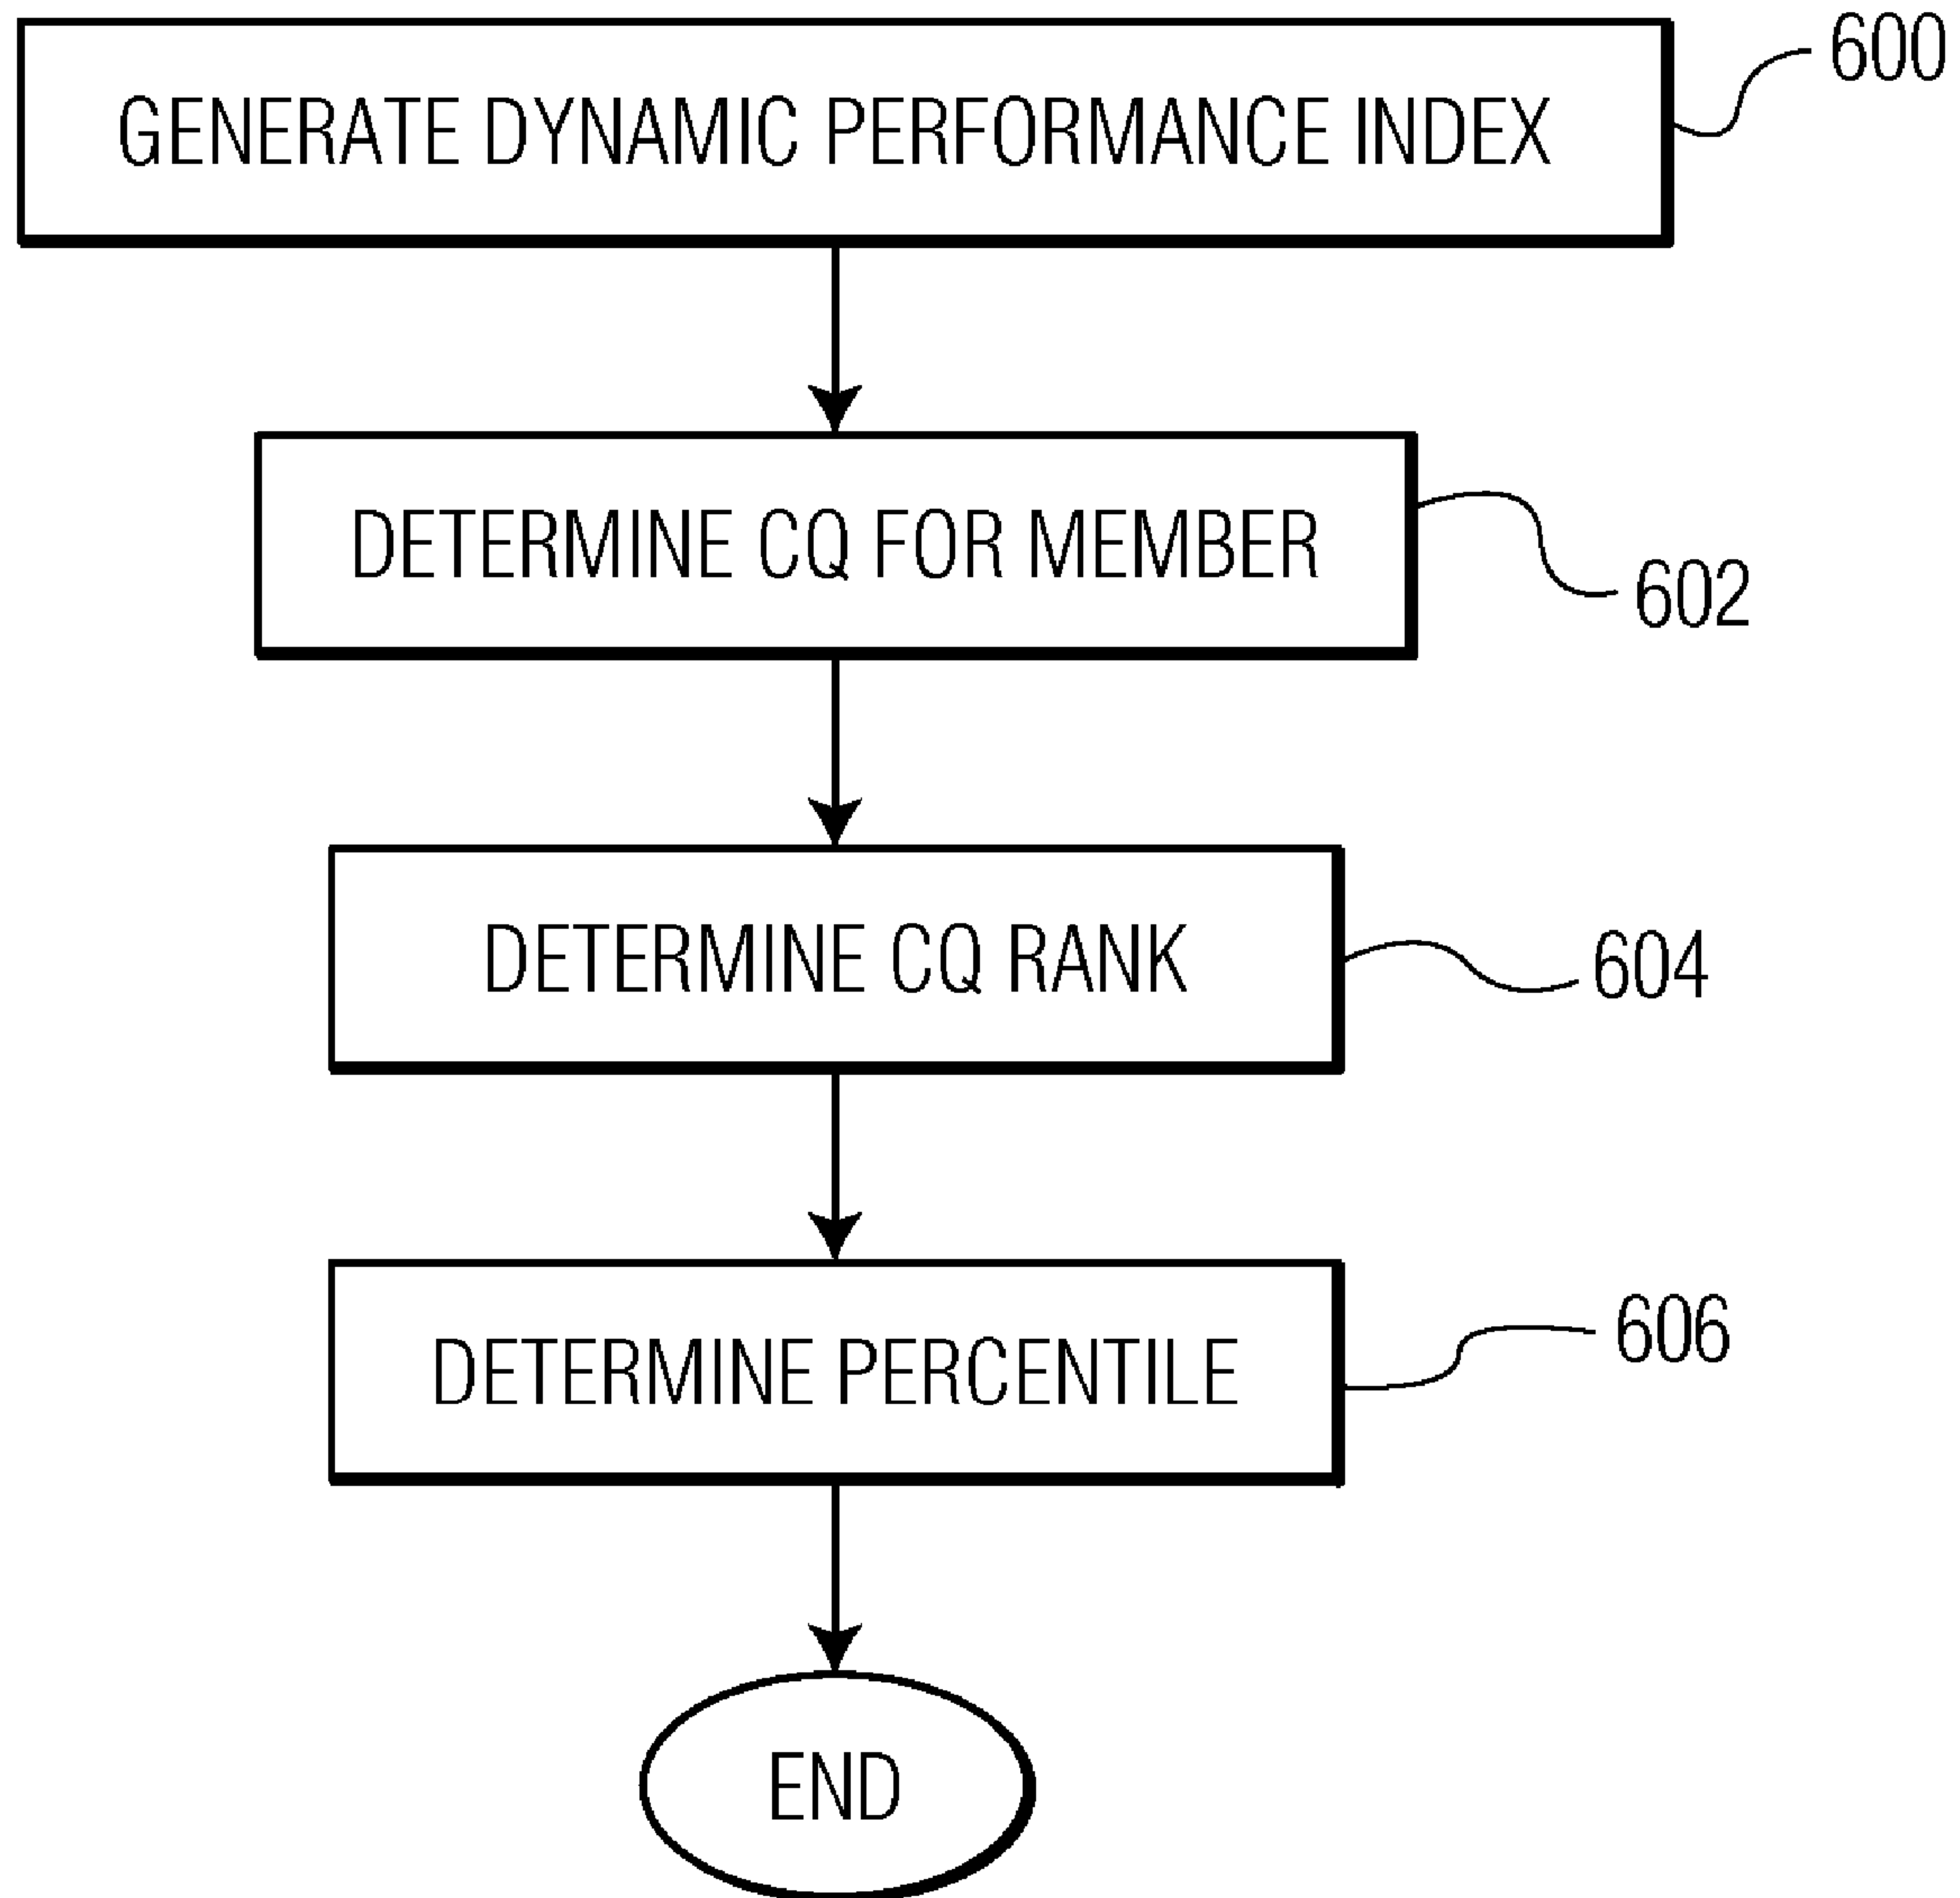 600
GENERATE DYNAMIC PERFORMANCE INDEX
DETERMINE CQ FOR MEMBER
602
DETERMINE CQ RANK
604
606
DETERMINE PERCENTILE
END